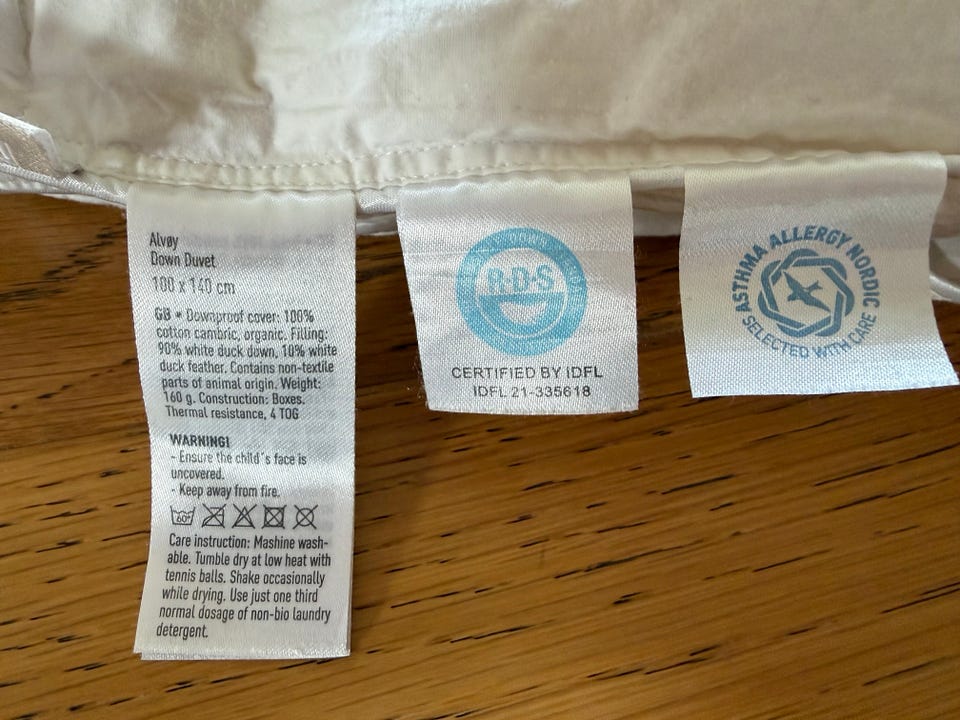 Alvøy
Down Duvet
100 x 140 cm
GB • Downproof cover: 100%
cotton cambric, organic. Filling:
90% white duck down, 10% white
duck feather. Contains non-textile
parts of animal origin. Weight:
160 g. Construction: Boxes.
Thermal resistance, 4 TOG
WARNING!
- Ensure the child´s face is
uncovered.
- Keep away from fire.
60°
Care instruction: Mashine wash-
able. Tumble dry at low heat with
tennis balls. Shake occasionally
while drying. Use just one third
normal dosage of non-bio laundry
detergent.
R·D·S
CERTIFIED BY IDFL
IDFL 21-335618
ASTHMA ALLERGY NORDIC
SELECTED WITH CARE